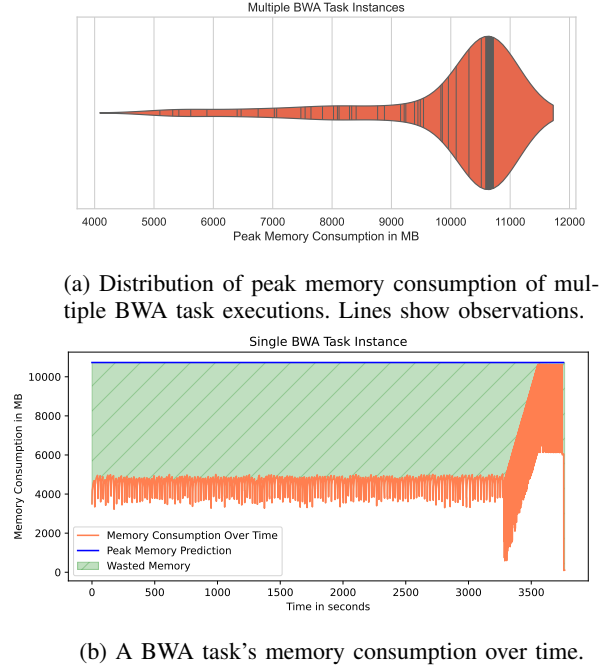 Multiple BWA Task Instances
4000 5000 6000 7000 8000 9000 10000 11000 12000
Peak Memory Consumption in MB
(a) Distribution of peak memory consumption of mul-
tiple BWA task executions. Lines show observations.
Single BWA Task Instance
Memory Consumption in MB
10000
8000
6000
4000
2000
0
Memory Consumption Over Time
Peak Memory Prediction
Wasted Memory
0 500 1000 1500 2000 2500 3000 3500
Time in seconds
(b) A BWA task's memory consumption over time.